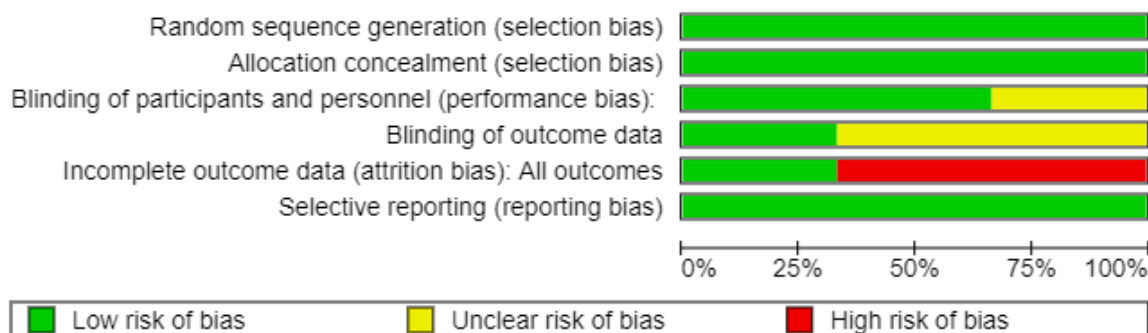 Random sequence generation (selection bias)
Allocation concealment (selection bias)
Blinding of participants and personnel (performance bias):
Blinding of outcome data
Incomplete outcome data (attrition bias): All outcomes
Selective reporting (reporting bias)
0% 25% 50% 75% 100%
Low risk of bias Unclear risk of bias High risk of bias